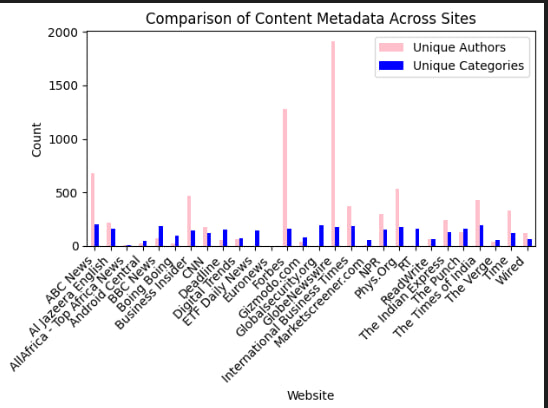 Comparison of Content Metadata Across Sites
2000
1500
1000
500
0
Count
Unique Authors
Unique Categories
ABC News
Al Jazeera English
AllAfrica - Top Africa News
Android Central
BBC News
Boing Boing
Business Insider
CNN
Deadline
Digital Trends
ETF Daily News
Euronews
Forbes
Gizmodo.com
Globalsecurity.org
GlobeNewswire
International Business Times
Marketscreener.com
NPR
Phys.Org
RT
ReadWrite
The Indian Express
The Punch
The Times of India
The Verge
Time
Wired
Website